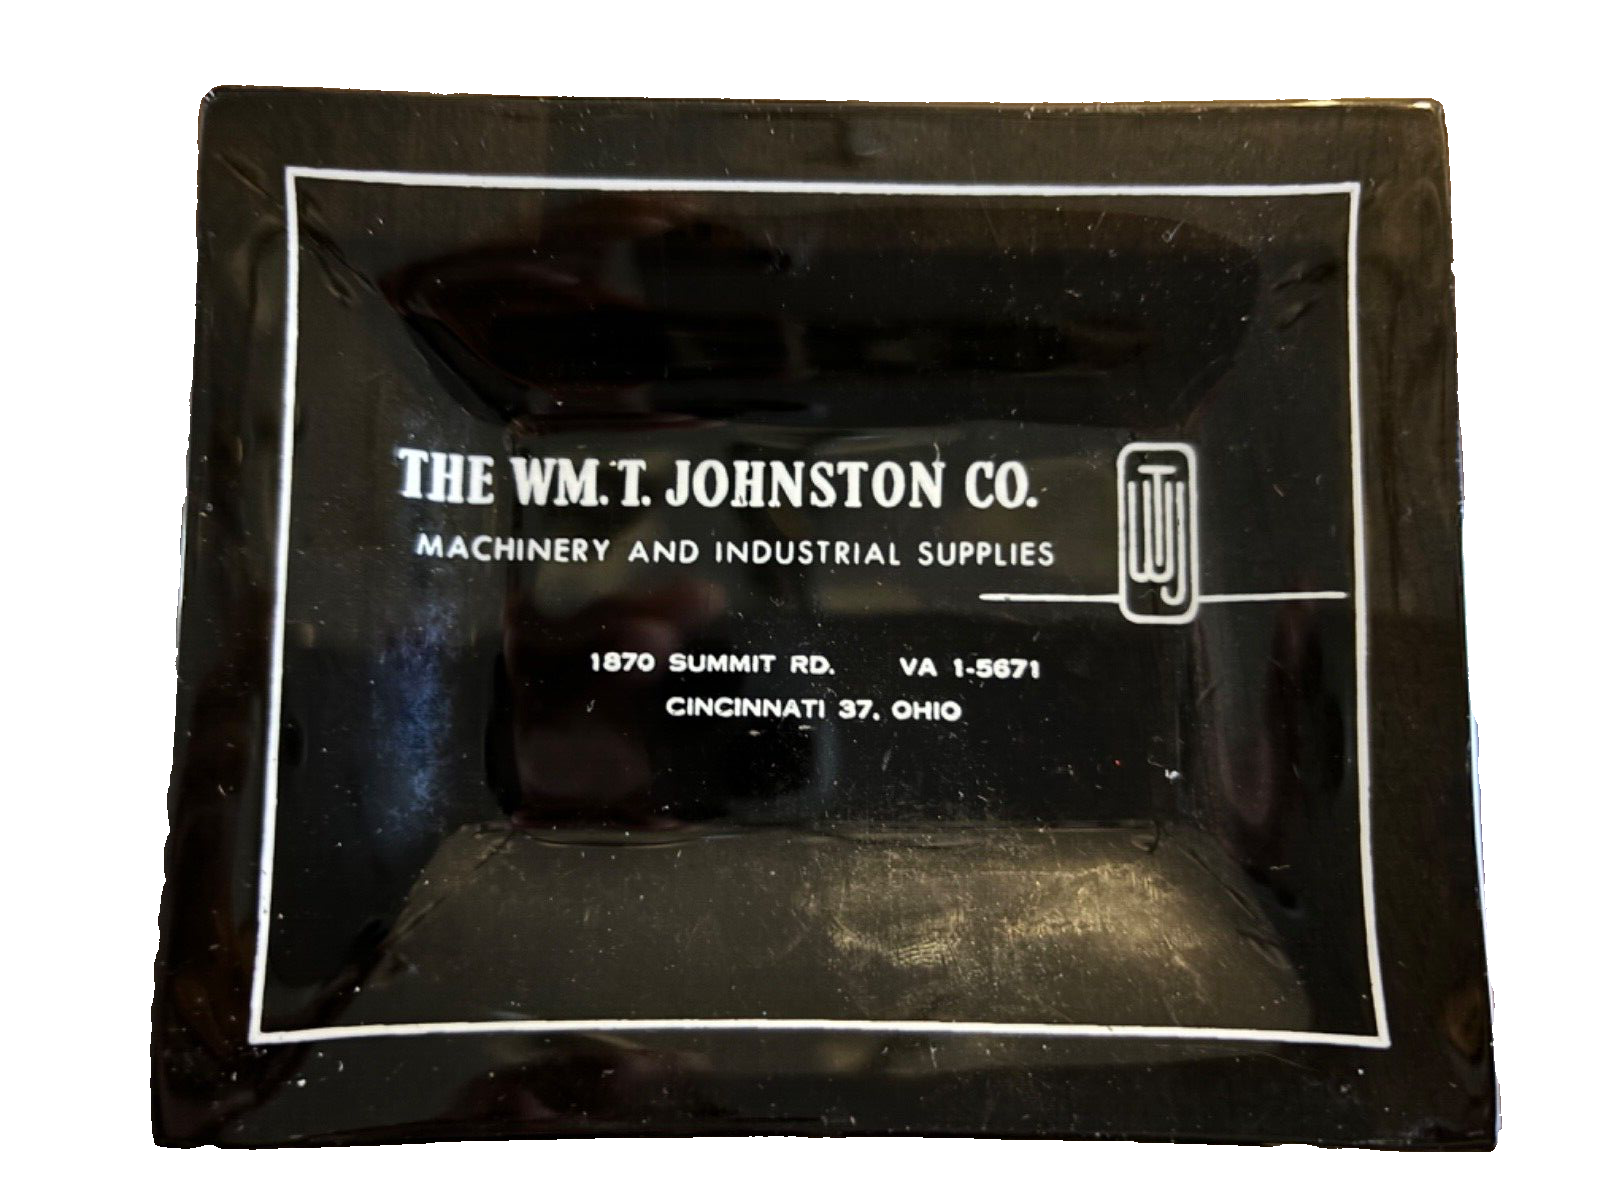 THE WM. T. JOHNSTON CO.
MACHINERY AND INDUSTRIAL SUPPLIES
WTJ
1870 SUMMIT RD. VA 1-5671
CINCINNATI 37, OHIO